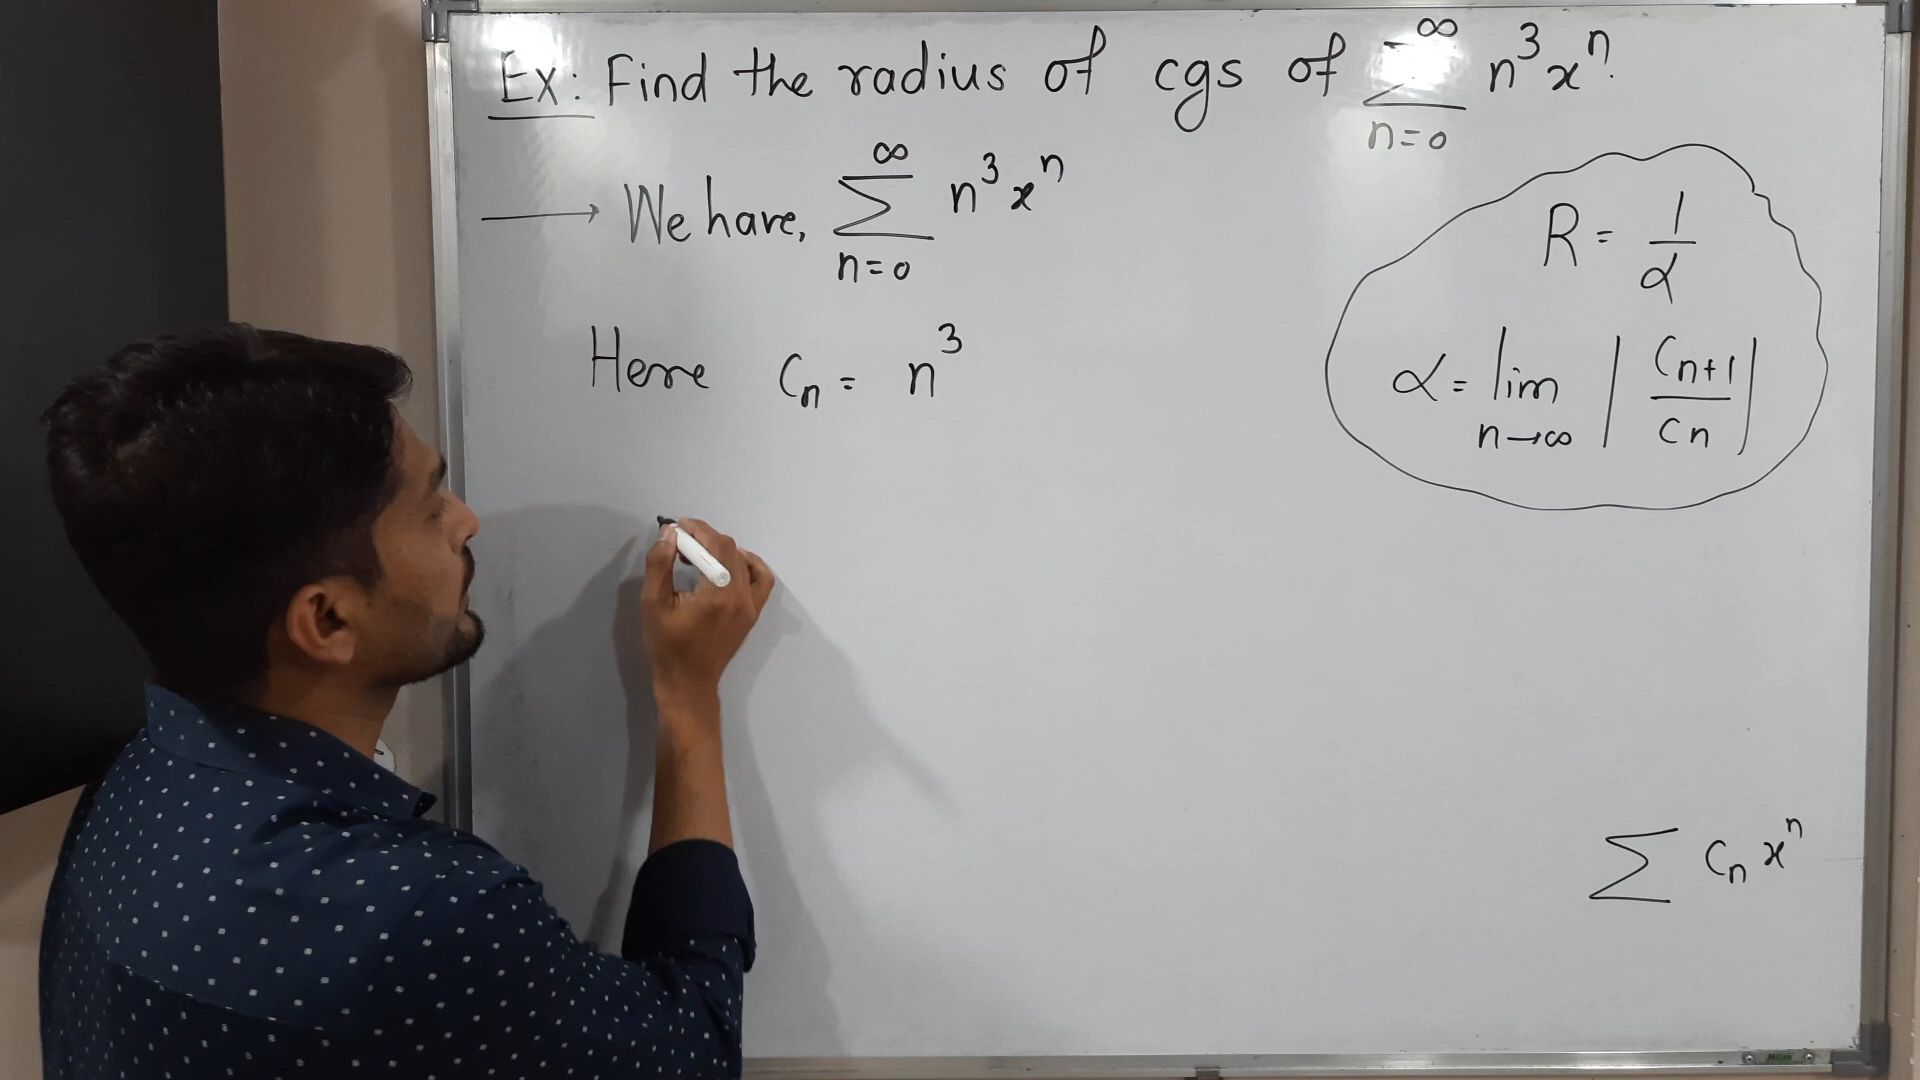 Ex: Find the radius of cgs of ∞∑n=0 n³xⁿ.
We have, ∞∑n=0 n³xⁿ
Here Cn = n³
R = 1/α
α = lim n→∞ | Cn+1 / Cn |
∑ Cn xⁿ